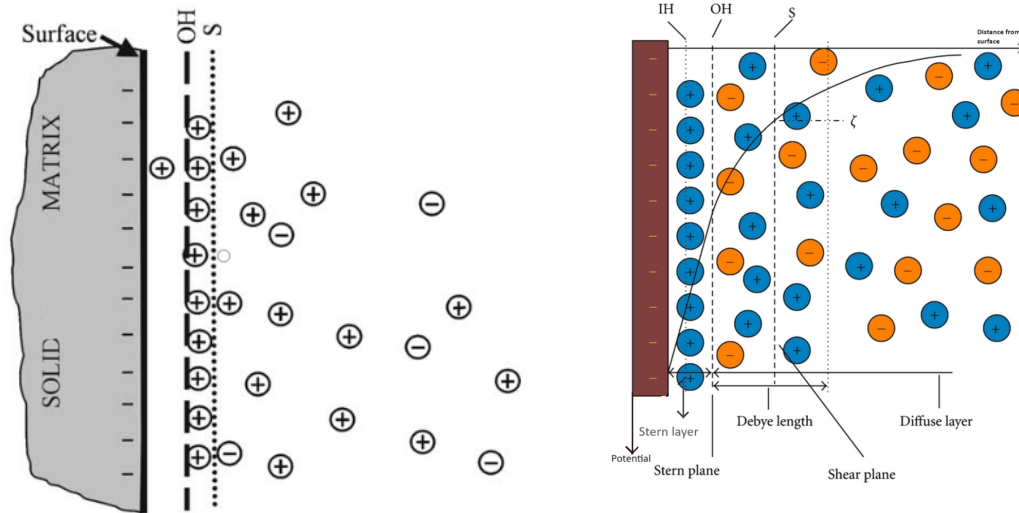 Surface
OH
S
MATRIX
SOLID
IH
OH
S
Distance from
surface
ζ
Stern layer
Debye length
Diffuse layer
Potential
Stern plane
Shear plane